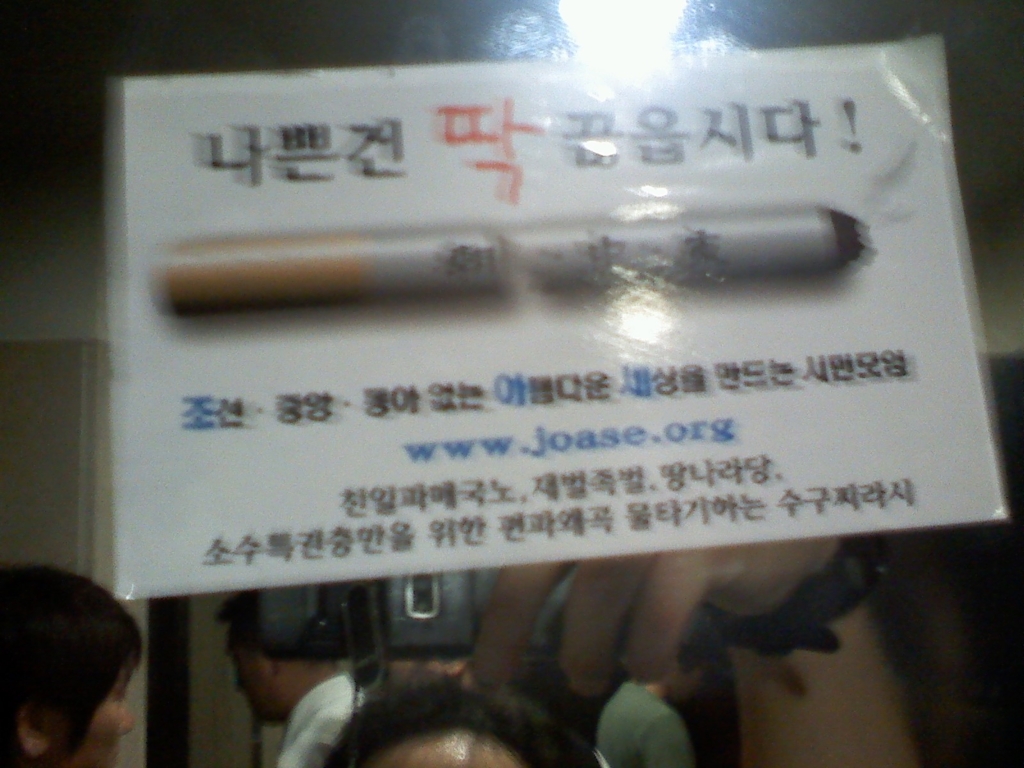 나쁜건 딱 끊읍시다!
조선·중앙·동아 없는 아름다운 세상을 만드는 시민모임
www.joase.org
친일파매국노, 재벌족벌, 땅나라당,
소수특권층만을 위한 편파왜곡 물타기하는 수구찌라시